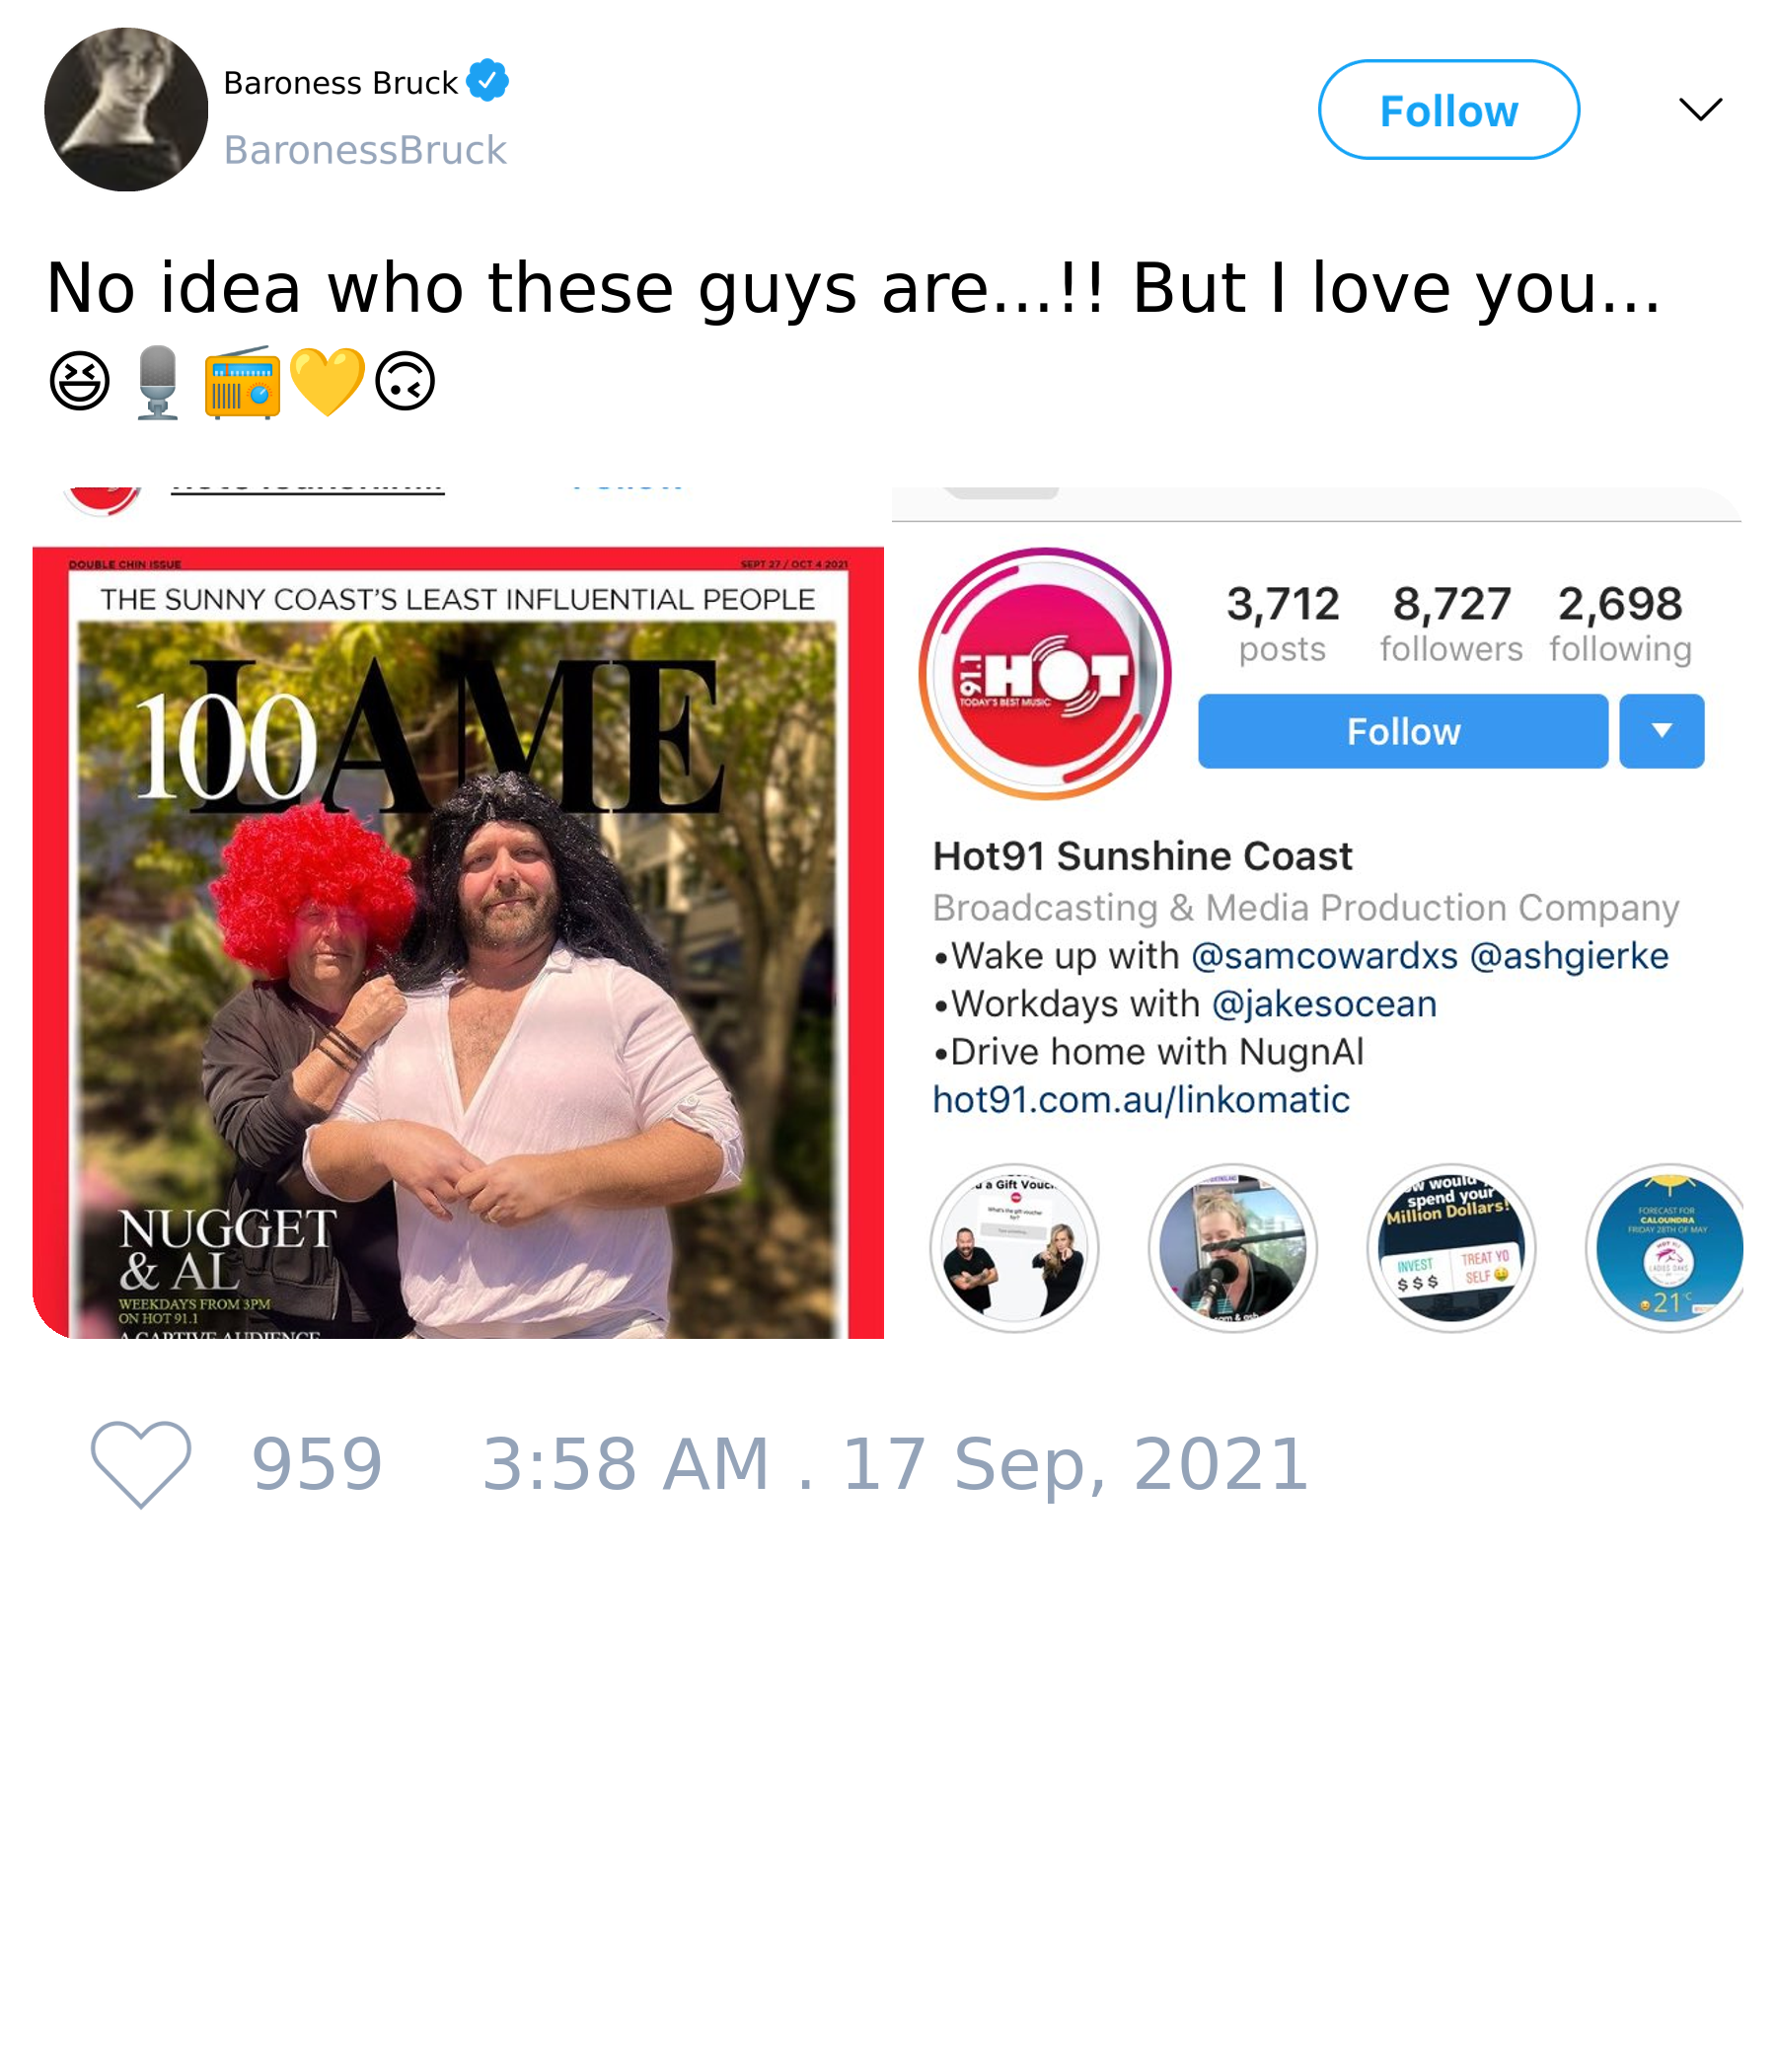 Baroness Bruck
BaronessBruck
Follow
No idea who these guys are...!! But I love you...
😆🎙️📻💛🙃
DOUBLE CHIN ISSUE
SEPT 27 / OCT 4 2021
THE SUNNY COAST'S LEAST INFLUENTIAL PEOPLE
LAME
100
NUGGET
& AL
WEEKDAYS FROM 3PM
ON HOT 91.1
A CAPTIVE AUDIENCE
91.1 HOT
TODAY'S BEST MUSIC
3,712 8,727 2,698
posts followers following
Follow
Hot91 Sunshine Coast
Broadcasting & Media Production Company
•Wake up with @samcowardxs @ashgierke
•Workdays with @jakesocean
•Drive home with NugnAl
hot91.com.au/linkomatic
a Gift Vouc
What's the gift voucher
for?
would
spend your
Million Dollars!
INVEST
$ $ $
TREAT YO
SELF 🤑
FORECAST FOR
CALOUNDRA
FRIDAY 28TH OF MAY
LADIES OAKS
21°C
959 3:58 AM . 17 Sep, 2021